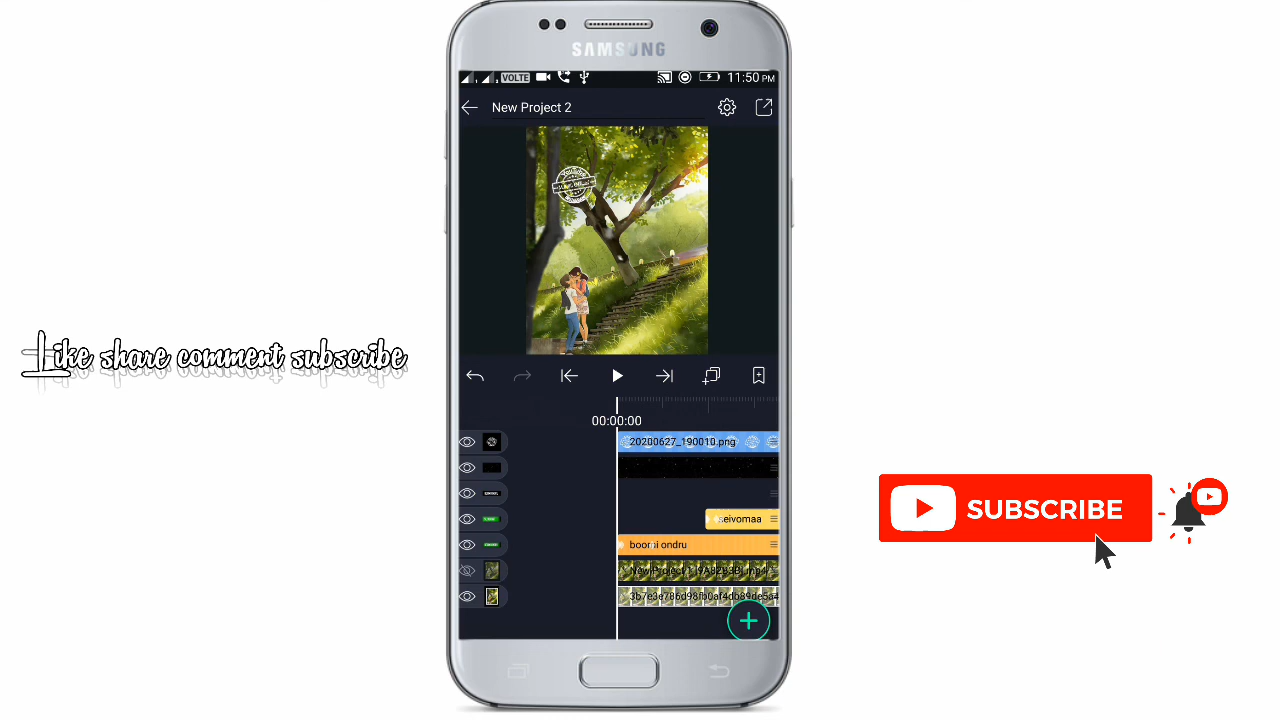 SAMSUNG
VOLTE
11:50 PM
New Project 2
Like share comment subscribe
00:00:00
20200627_190010.png
seivomaa
boomi ondru
SUBSCRIBE